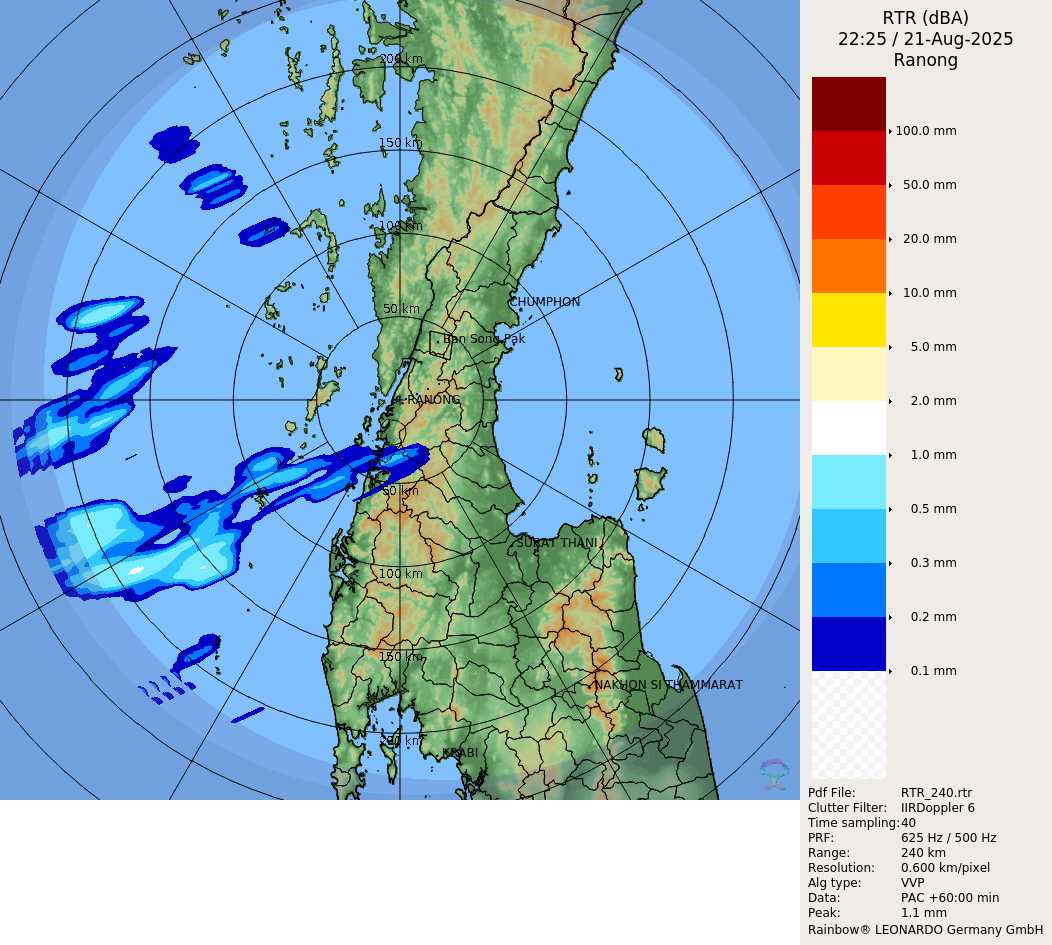 RTR (dBA)
22:25 / 21-Aug-2025
Ranong
200 km
150 km
100 km
50 km
CHUMPHON
Ban Song Pak
RANONG
50 km
SURAT THANI
100 km
150 km
NAKHON SI THAMMARAT
200 km
KRABI
100.0 mm
50.0 mm
20.0 mm
10.0 mm
5.0 mm
2.0 mm
1.0 mm
0.5 mm
0.3 mm
0.2 mm
0.1 mm
Pdf File: RTR_240.rtr
Clutter Filter: IIRDoppler 6
Time sampling:40
PRF: 625 Hz / 500 Hz
Range: 240 km
Resolution: 0.600 km/pixel
Alg type: VVP
Data: PAC +60:00 min
Peak: 1.1 mm
Rainbow® LEONARDO Germany GmbH